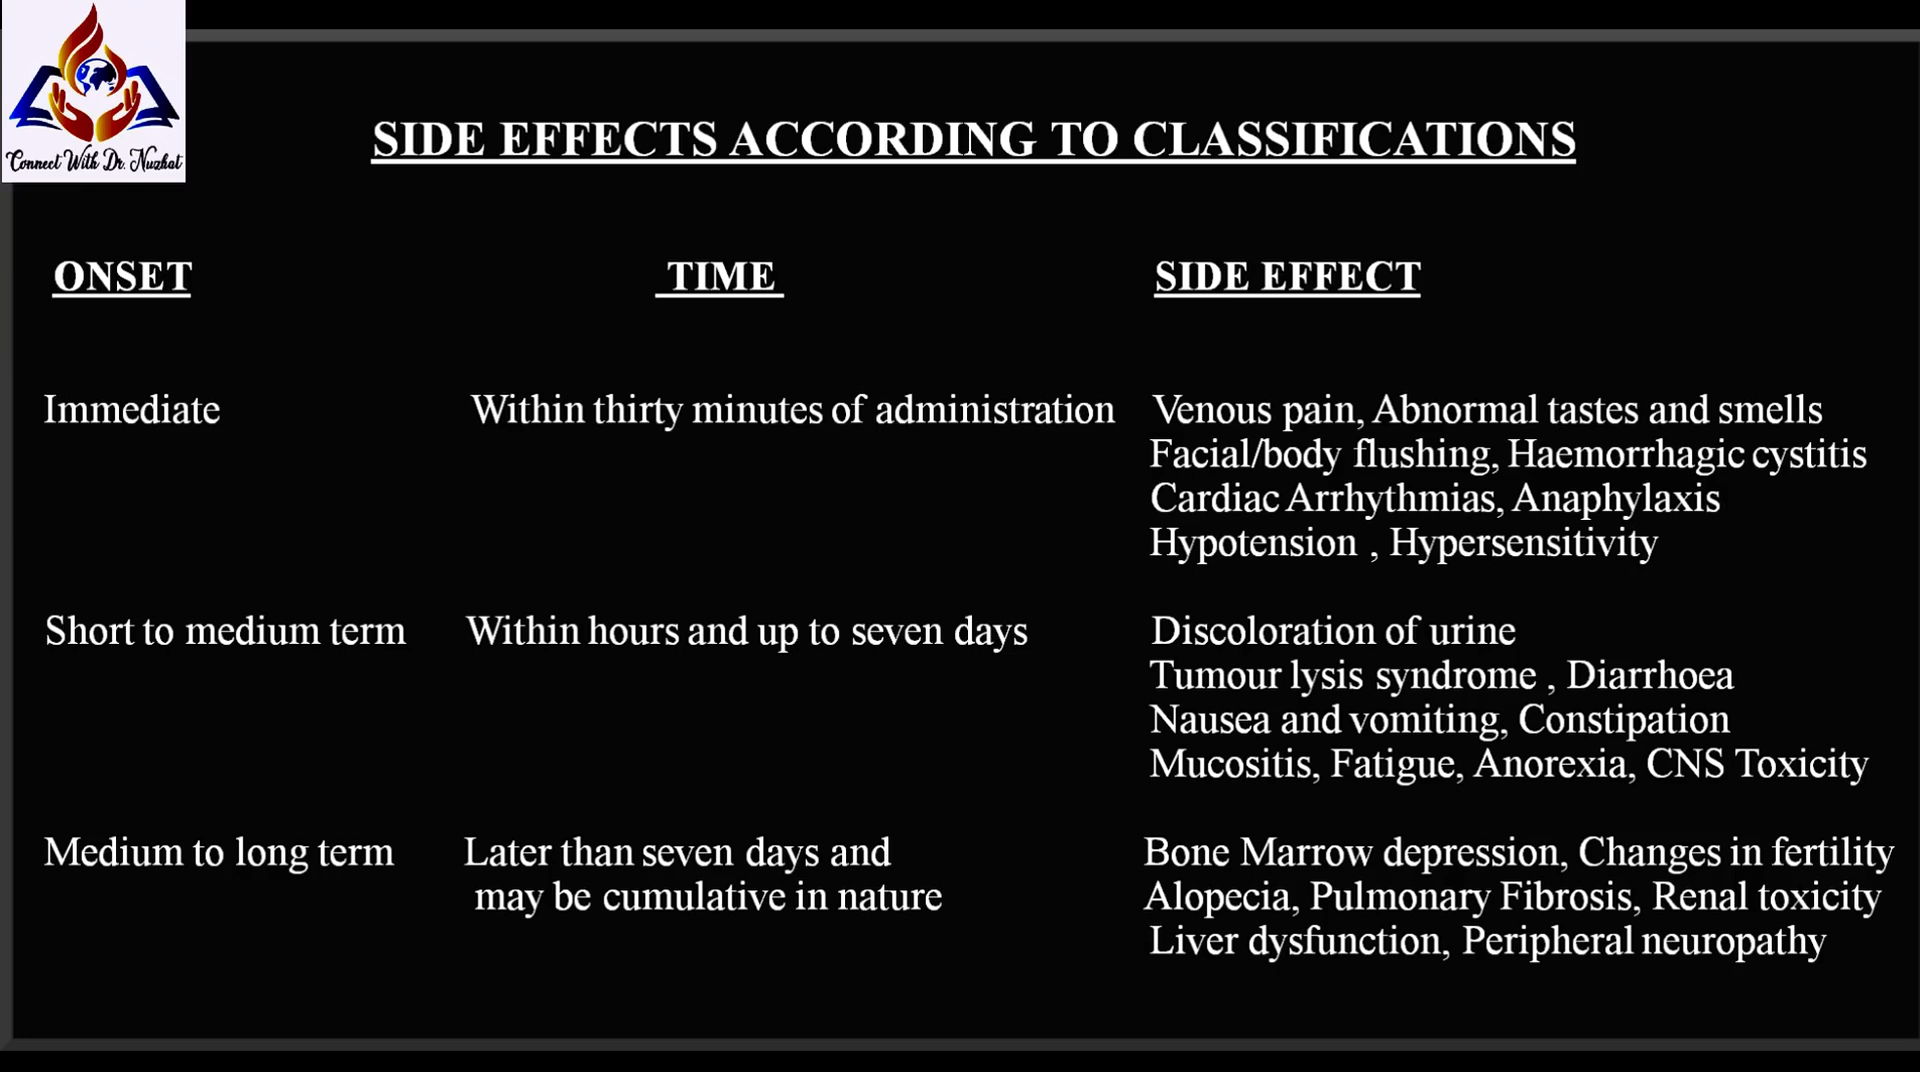 Connect With Dr. Nuzhat
SIDE EFFECTS ACCORDING TO CLASSIFICATIONS
ONSET TIME SIDE EFFECT
Immediate Within thirty minutes of administration Venous pain, Abnormal tastes and smells
Facial/body flushing, Haemorrhagic cystitis
Cardiac Arrhythmias, Anaphylaxis
Hypotension , Hypersensitivity
Short to medium term Within hours and up to seven days Discoloration of urine
Tumour lysis syndrome , Diarrhoea
Nausea and vomiting, Constipation
Mucositis, Fatigue, Anorexia, CNS Toxicity
Medium to long term Later than seven days and Bone Marrow depression, Changes in fertility
may be cumulative in nature Alopecia, Pulmonary Fibrosis, Renal toxicity
Liver dysfunction, Peripheral neuropathy